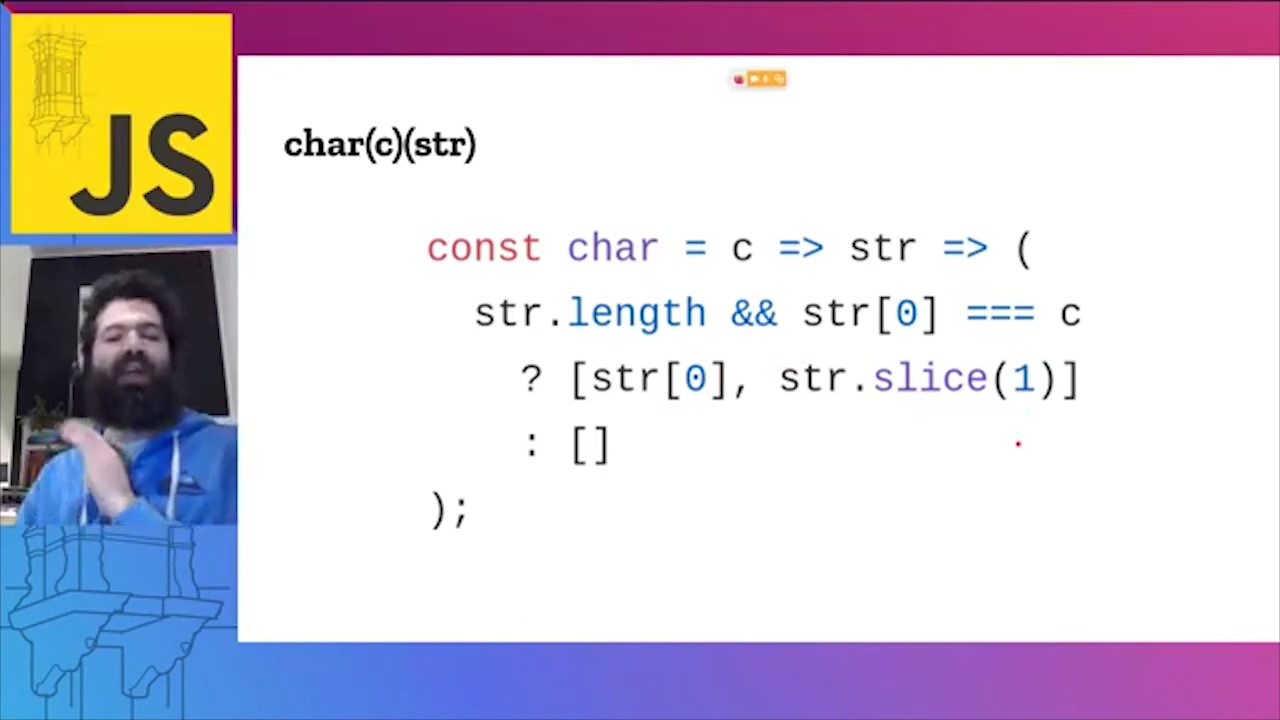 JS
char(c)(str)
const char = c => str => (
str.length && str[0] === c
? [str[0], str.slice(1)]
: []
);